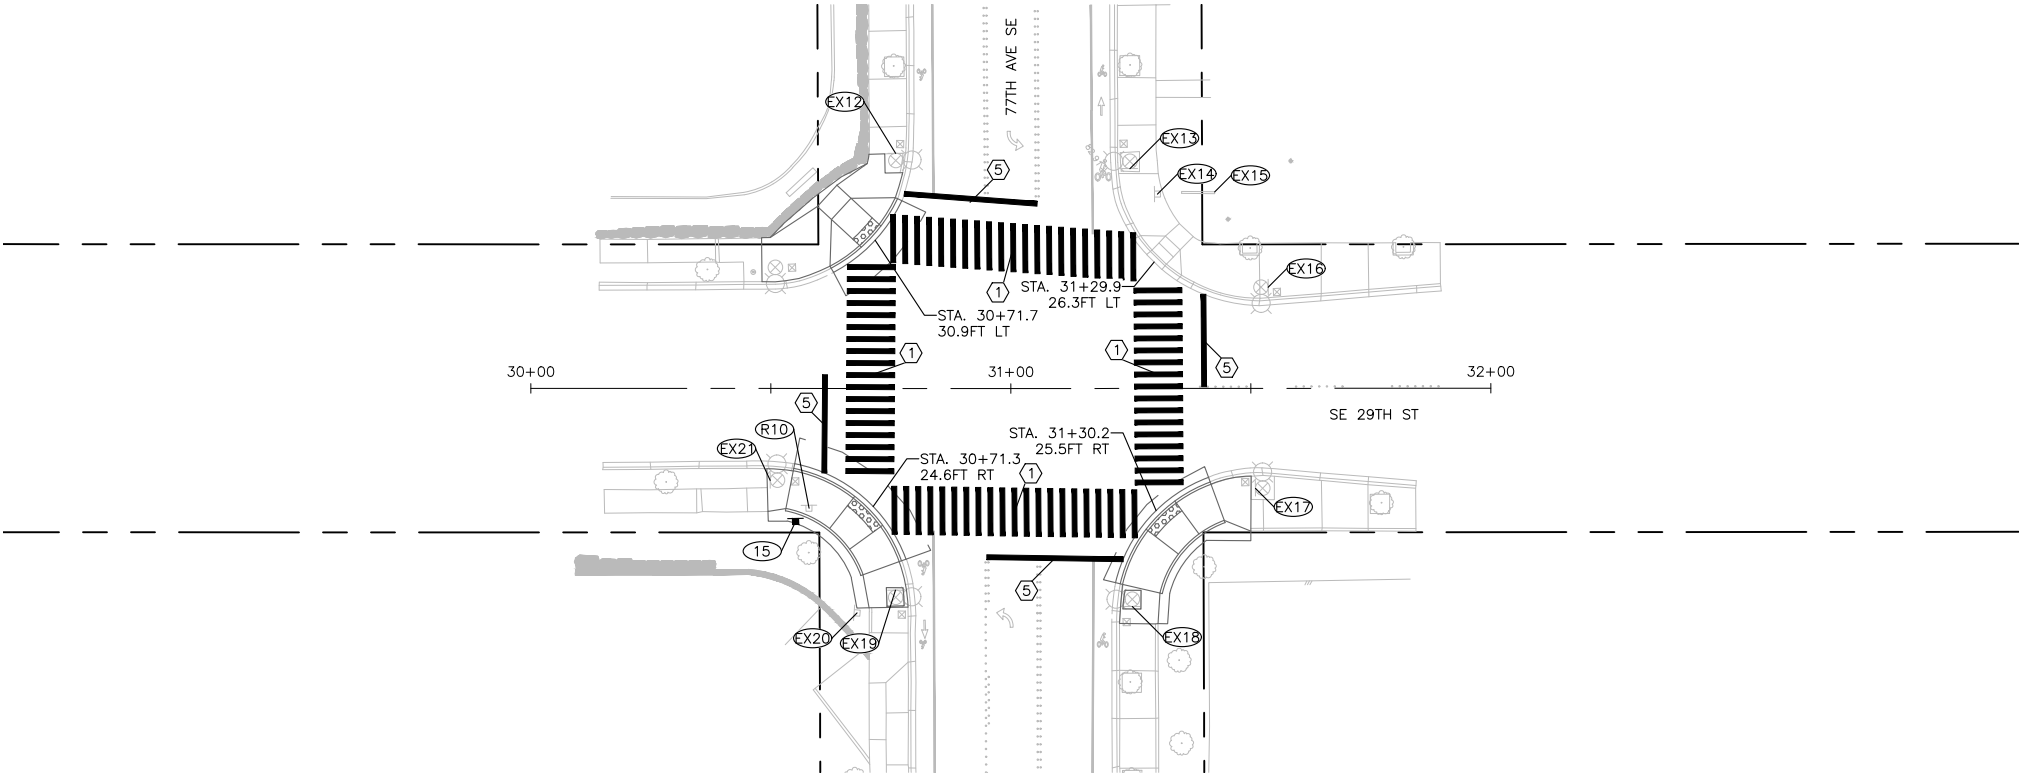 77TH AVE SE
EX12
EX13
5
EX14
EX15
EX16
1
STA. 31+29.9
26.3FT LT
STA. 30+71.7
30.9FT LT
1
1
5
30+00
31+00
32+00
5
SE 29TH ST
R10
EX21
STA. 31+30.2
25.5FT RT
STA. 30+71.3
24.6FT RT
1
EX17
15
5
EX20
EX19
EX18